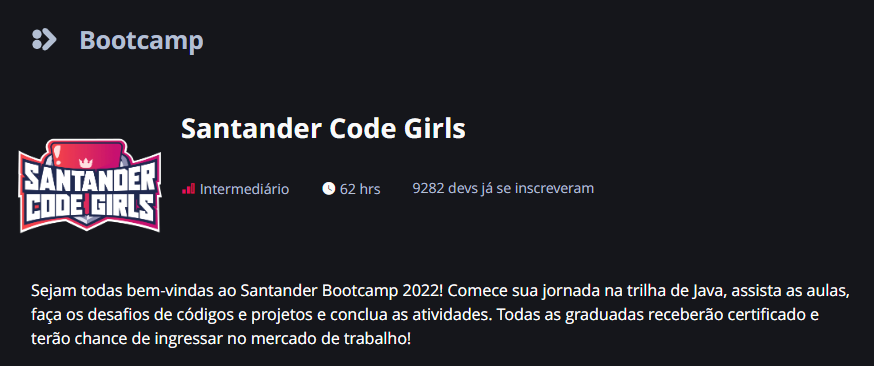 Bootcamp
Santander Code Girls
SANTANDER
CODE GIRLS
Intermediário 62 hrs 9282 devs já se inscreveram
Sejam todas bem-vindas ao Santander Bootcamp 2022! Comece sua jornada na trilha de Java, assista as aulas,
faça os desafios de códigos e projetos e conclua as atividades. Todas as graduadas receberão certificado e
terão chance de ingressar no mercado de trabalho!